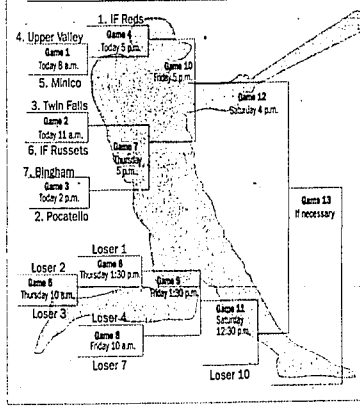 1. IF Reds
Game 4
Today 5 p.m.
4. Upper Valley
Game 1
Today 8 a.m.
5. Minico
Game 10
Friday 5 p.m.
3. Twin Falls
Game 2
Today 11 a.m.
6. IF Russets
Game 7
Thursday
5 p.m.
7. Bingham
Game 3
Today 2 p.m.
2. Pocatello
Game 12
Saturday 4 p.m.
Game 13
If necessary
Loser 1
Game 6
Thursday 1:30 p.m.
Loser 2
Thursday 10 a.m.
Loser 3
Loser 4
Game 8
Friday 10 a.m.
Loser 7
Game 9
Friday 1:30 p.m.
Game 11
Saturday
12:30 p.m.
Loser 10